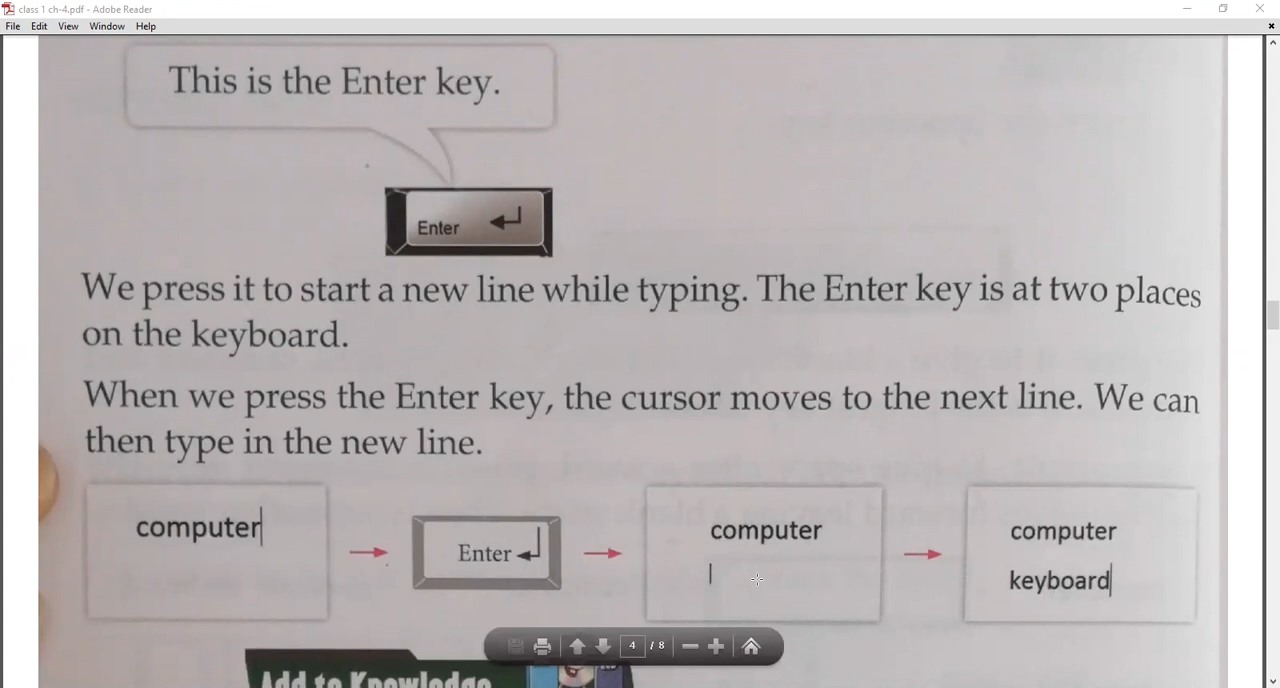 class 1 ch-4.pdf - Adobe Reader
File Edit View Window Help
This is the Enter key.
Enter
We press it to start a new line while typing. The Enter key is at two places
on the keyboard.
When we press the Enter key, the cursor moves to the next line. We can
then type in the new line.
computer
Enter
computer
computer
keyboard
4 / 8
Add to Knowledge